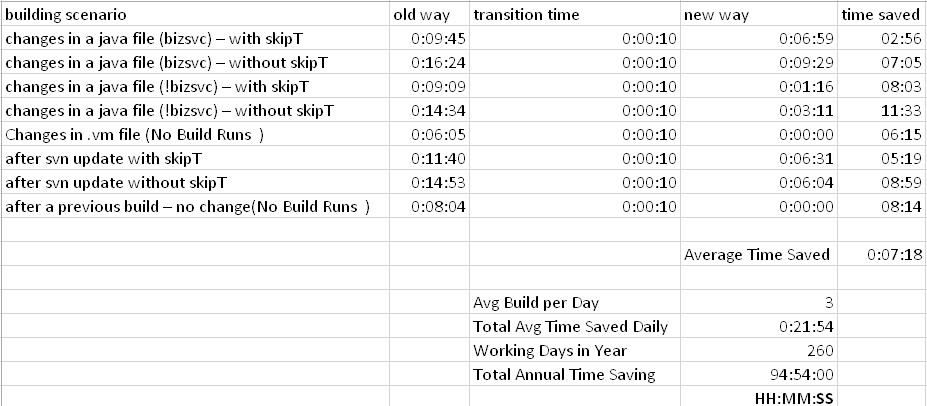 building scenario old way transition time new way time saved
changes in a java file (bizsvc) – with skipT 0:09:45 0:00:10 0:06:59 02:56
changes in a java file (bizsvc) – without skipT 0:16:24 0:00:10 0:09:29 07:05
changes in a java file (!bizsvc) – with skipT 0:09:09 0:00:10 0:01:16 08:03
changes in a java file (!bizsvc) – without skipT 0:14:34 0:00:10 0:03:11 11:33
Changes in .vm file (No Build Runs ) 0:06:05 0:00:10 0:00:00 06:15
after svn update with skipT 0:11:40 0:00:10 0:06:31 05:19
after svn update without skipT 0:14:53 0:00:10 0:06:04 08:59
after a previous build – no change(No Build Runs ) 0:08:04 0:00:10 0:00:00 08:14
Average Time Saved 0:07:18
Avg Build per Day 3
Total Avg Time Saved Daily 0:21:54
Working Days in Year 260
Total Annual Time Saving 94:54:00
HH:MM:SS